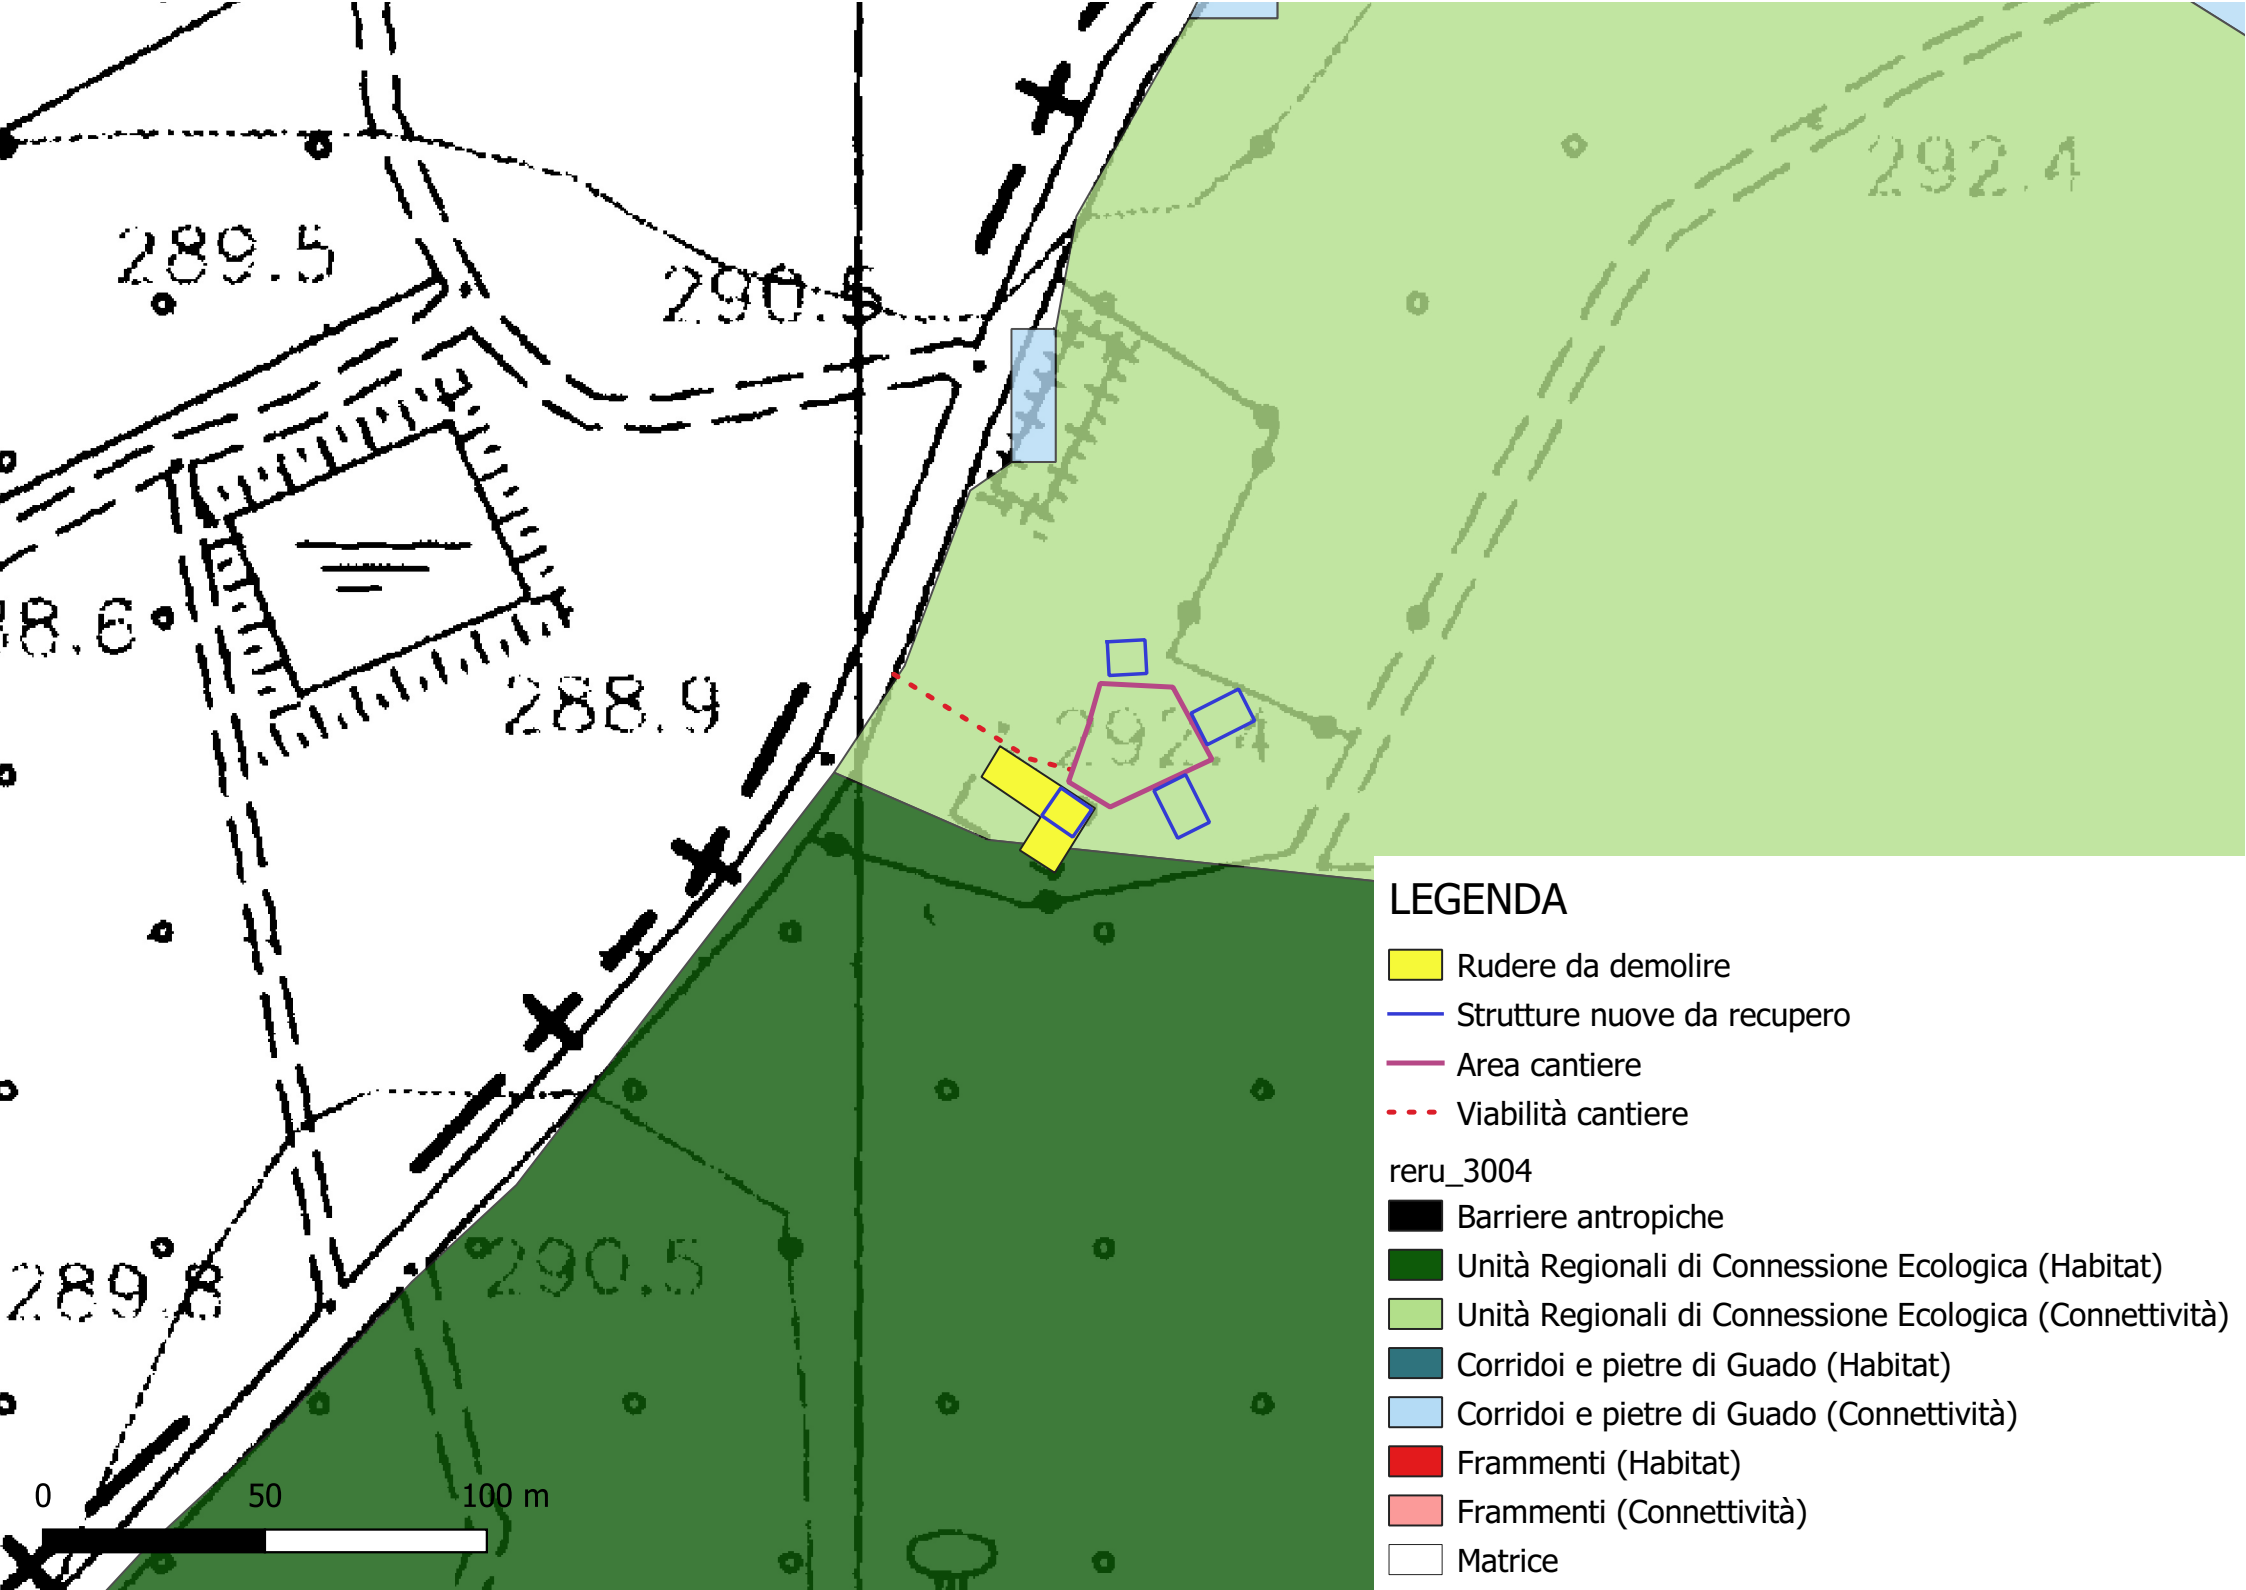 292.4
289.5
290.5
288.9
292.4
290.5
289.8
0 50 100 m
LEGENDA
Rudere da demolire
Strutture nuove da recupero
Area cantiere
Viabilità cantiere
reru_3004
Barriere antropiche
Unità Regionali di Connessione Ecologica (Habitat)
Unità Regionali di Connessione Ecologica (Connettività)
Corridoi e pietre di Guado (Habitat)
Corridoi e pietre di Guado (Connettività)
Frammenti (Habitat)
Frammenti (Connettività)
Matrice